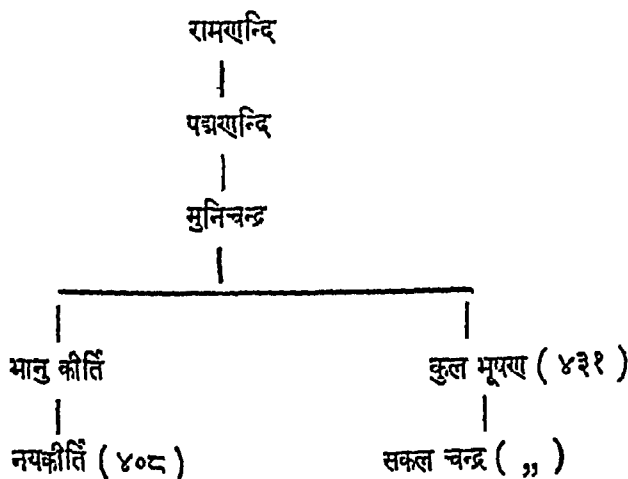 रामणन्दि
पद्मणन्दि
मुनिचन्द्र
भानु कीर्ति कुल भूषण ( ४३१ )
नयकीर्ति ( ४०८ ) सकल चन्द्र ( ,, )